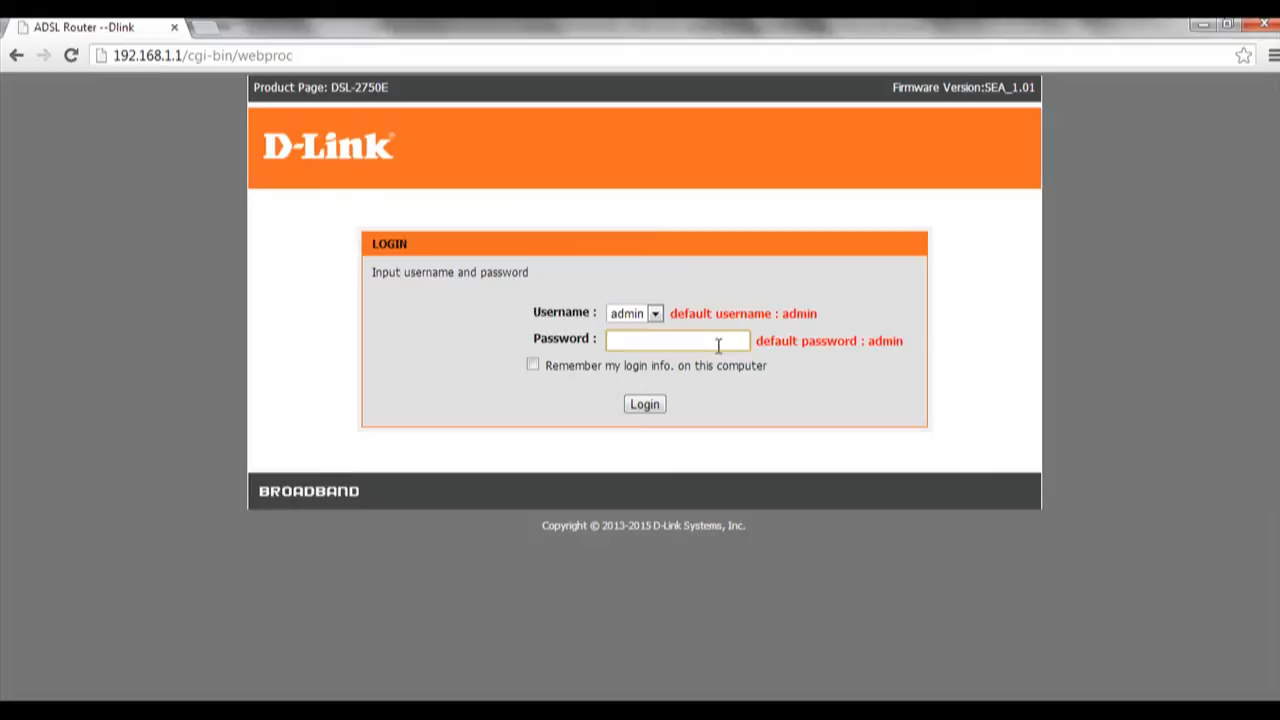 ADSL Router --Dlink
192.168.1.1/cgi-bin/webproc
Product Page: DSL-2750E Firmware Version:SEA_1.01
D-Link
LOGIN
Input username and password
Username : admin default username : admin
Password : default password : admin
Remember my login info. on this computer
Login
BROADBAND
Copyright © 2013-2015 D-Link Systems, Inc.